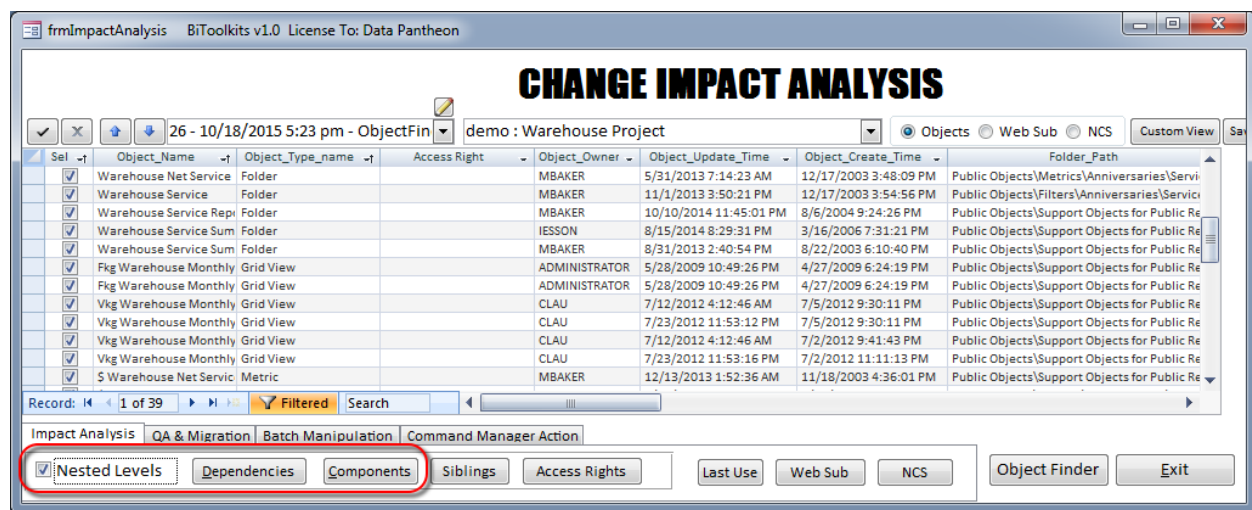 frmImpactAnalysis BiToolkits v1.0 License To: Data Pantheon
CHANGE IMPACT ANALYSIS
26 - 10/18/2015 5:23 pm - ObjectFin demo : Warehouse Project Objects Web Sub NCS Custom View Sav
Sel Object_Name Object_Type_name Access Right Object_Owner Object_Update_Time Object_Create_Time Folder_Path
Warehouse Net Service Folder MBAKER 5/31/2013 7:14:23 AM 12/17/2003 3:48:09 PM Public Objects\Metrics\Anniversaries\Servi
Warehouse Service Folder MBAKER 11/1/2013 3:50:21 PM 12/17/2003 3:54:56 PM Public Objects\Filters\Anniversaries\Service
Warehouse Service Repo Folder MBAKER 10/10/2014 11:45:01 PM 8/6/2004 9:24:26 PM Public Objects\Support Objects for Public Re
Warehouse Service Sum Folder IESSON 8/15/2014 8:29:31 PM 3/16/2006 7:31:21 PM Public Objects\Support Objects for Public Re
Warehouse Service Sum Folder MBAKER 8/31/2013 2:40:54 PM 8/22/2003 6:10:40 PM Public Objects\Support Objects for Public Re
Fkg Warehouse Monthly Grid View ADMINISTRATOR 5/28/2009 10:49:26 PM 4/27/2009 6:24:19 PM Public Objects\Support Objects for Public Re
Fkg Warehouse Monthly Grid View ADMINISTRATOR 5/28/2009 10:49:26 PM 4/27/2009 6:24:19 PM Public Objects\Support Objects for Public Re
Vkg Warehouse Monthly Grid View CLAU 7/12/2012 4:12:46 AM 7/5/2012 9:30:11 PM Public Objects\Support Objects for Public Re
Vkg Warehouse Monthly Grid View CLAU 7/23/2012 11:53:12 PM 7/5/2012 9:30:11 PM Public Objects\Support Objects for Public Re
Vkg Warehouse Monthly Grid View CLAU 7/12/2012 4:12:46 AM 7/2/2012 9:41:43 PM Public Objects\Support Objects for Public Re
Vkg Warehouse Monthly Grid View CLAU 7/23/2012 11:53:16 PM 7/2/2012 11:11:13 PM Public Objects\Support Objects for Public Re
$ Warehouse Net Servic Metric MBAKER 12/13/2013 1:52:36 AM 11/18/2003 4:36:01 PM Public Objects\Support Objects for Public Re
Record: 1 of 39 Filtered Search
Impact Analysis QA & Migration Batch Manipulation Command Manager Action
Nested Levels Dependencies Components Siblings Access Rights Last Use Web Sub NCS Object Finder Exit